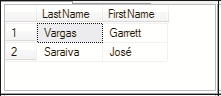 LastName FirstName
1 Vargas Garrett
2 Saraiva José